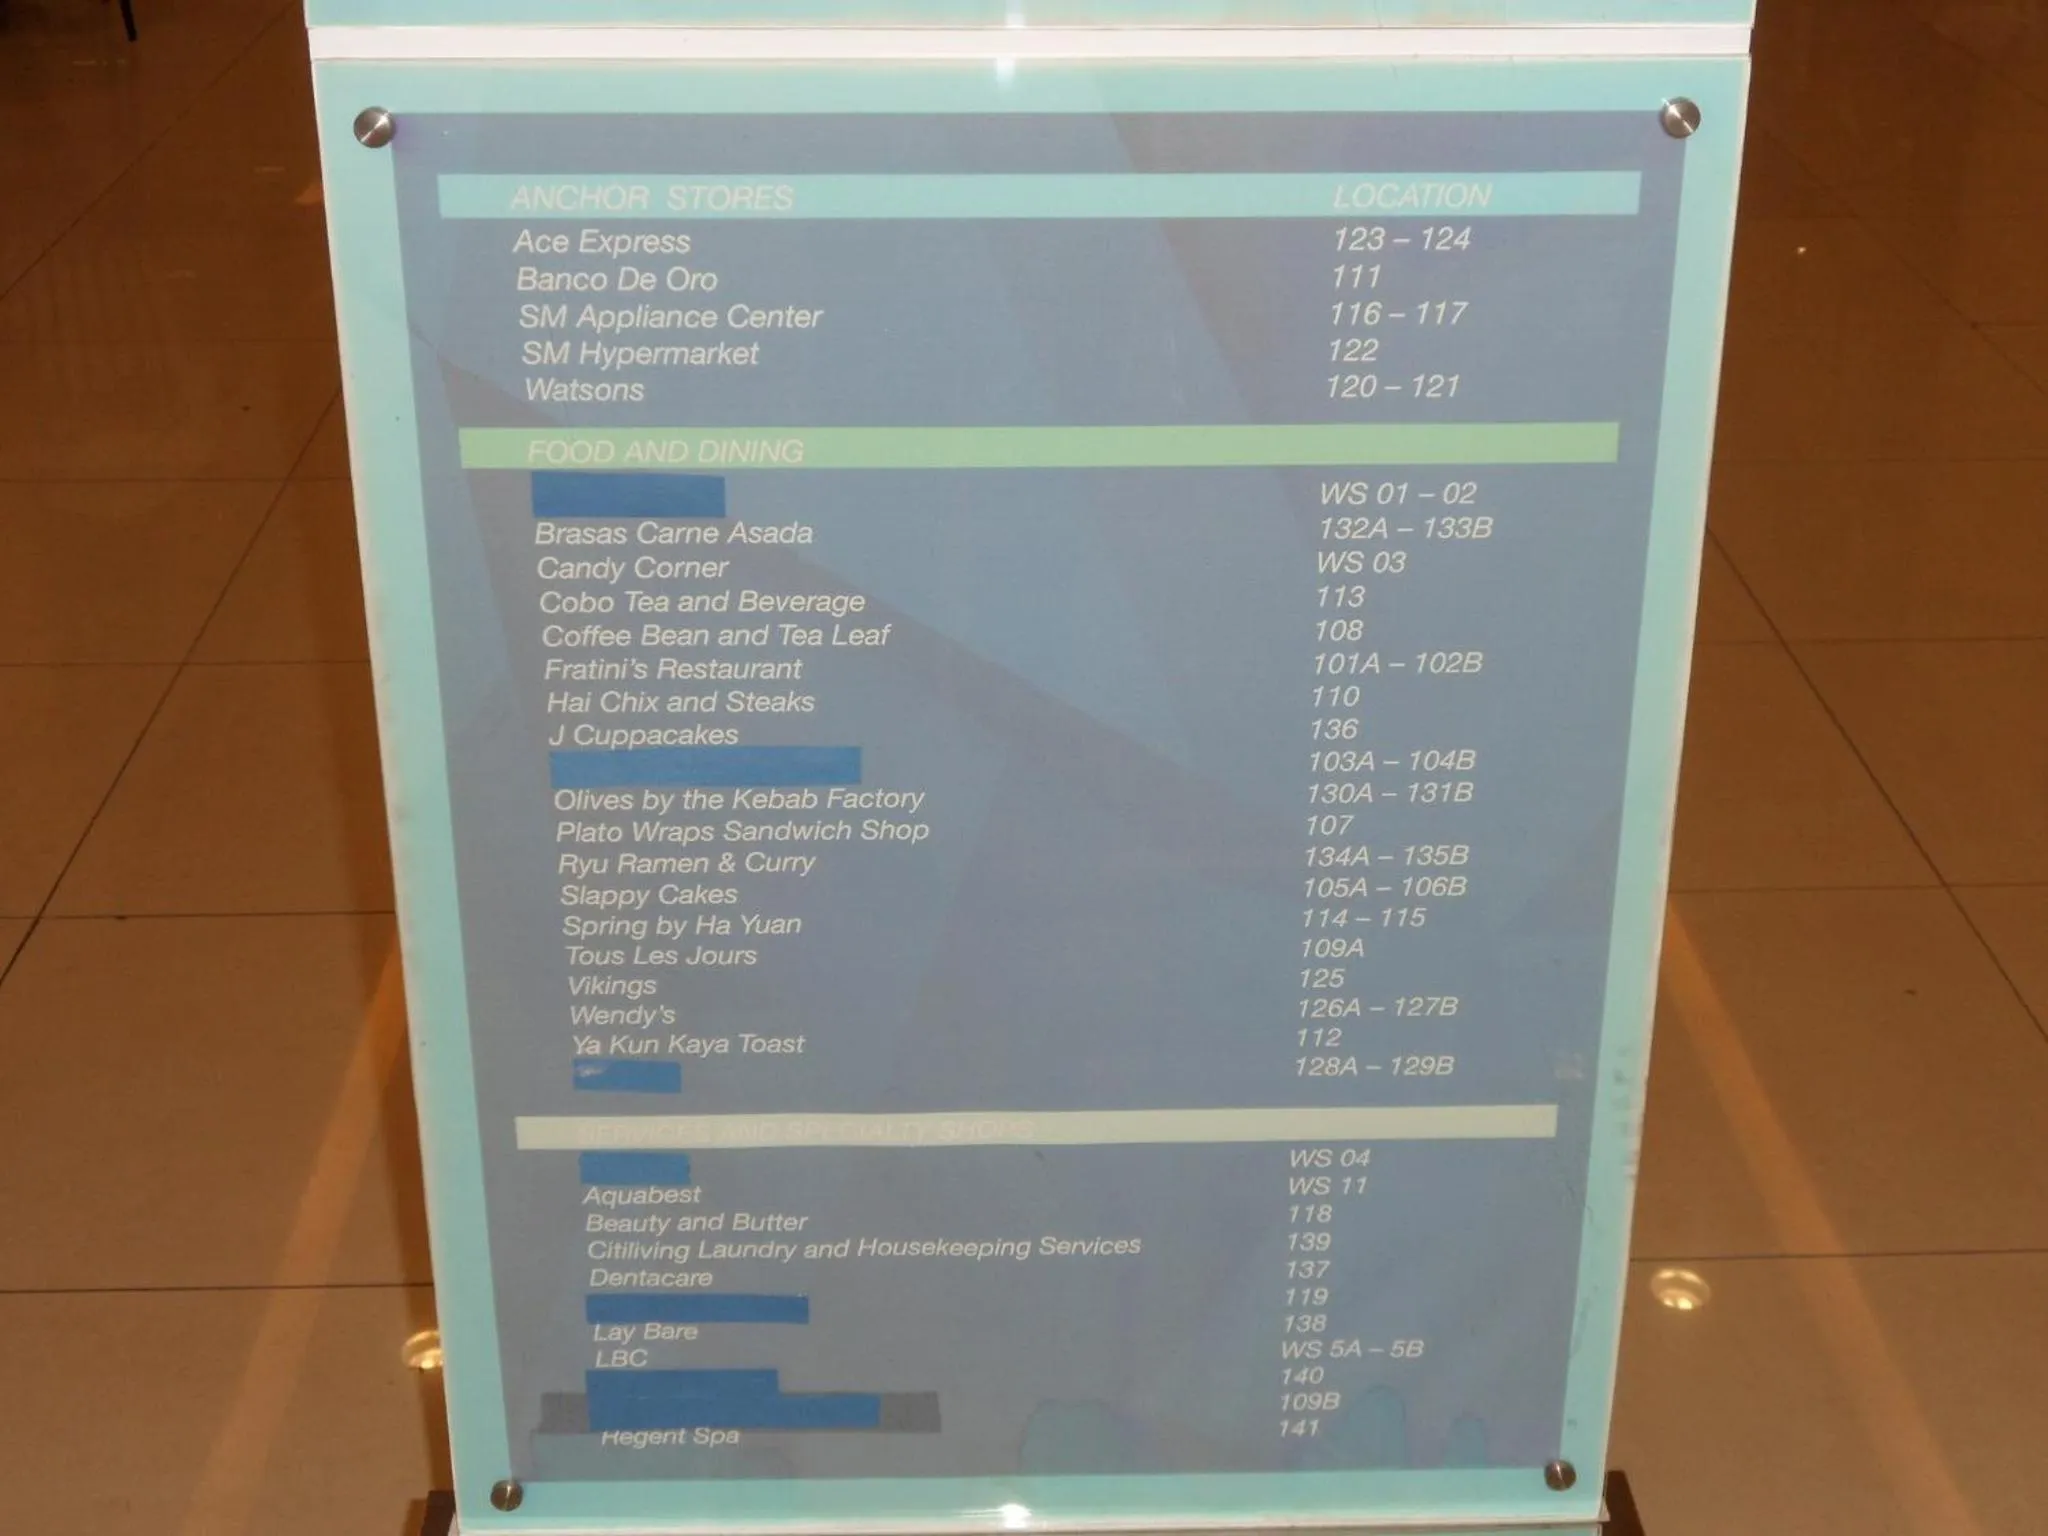 ANCHOR STORES LOCATION
Ace Express 123 – 124
Banco De Oro 111
SM Appliance Center 116 – 117
SM Hypermarket 122
Watsons 120 – 121
FOOD AND DINING
WS 01 – 02
Brasas Carne Asada 132A – 133B
Candy Corner WS 03
Cobo Tea and Beverage 113
Coffee Bean and Tea Leaf 108
Fratini's Restaurant 101A – 102B
Hai Chix and Steaks 110
J Cuppacakes 136
103A – 104B
Olives by the Kebab Factory 130A – 131B
Plato Wraps Sandwich Shop 107
Ryu Ramen & Curry 134A – 135B
Slappy Cakes 105A – 106B
Spring by Ha Yuan 114 – 115
Tous Les Jours 109A
Vikings 125
Wendy's 126A – 127B
Ya Kun Kaya Toast 112
128A – 129B
SERVICES AND SPECIALTY SHOPS
WS 04
Aquabest WS 11
Beauty and Butter 118
Citiliving Laundry and Housekeeping Services 139
Dentacare 137
119
Lay Bare 138
LBC WS 5A – 5B
140
109B
Regent Spa 141